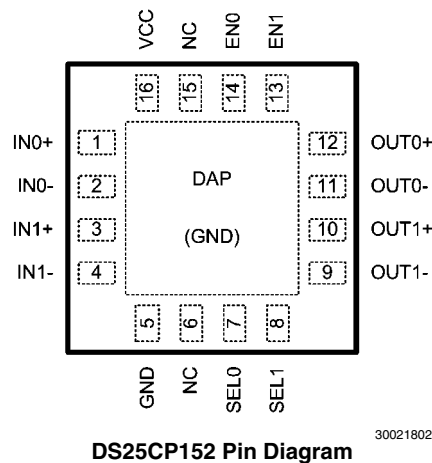 VCC NC EN0 EN1
16 15 14 13
IN0+ 1 12 OUT0+
IN0- 2 DAP 11 OUT0-
IN1+ 3 (GND) 10 OUT1+
IN1- 4 9 OUT1-
5 6 7 8
GND NC SEL0 SEL1
30021802
DS25CP152 Pin Diagram